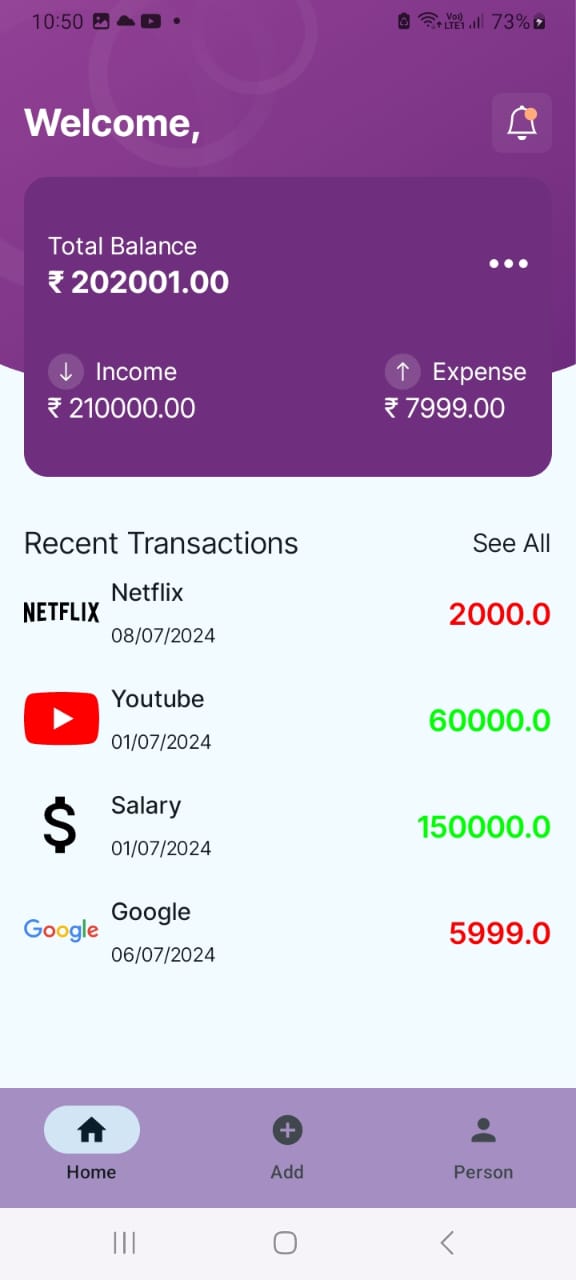 10:50
Vo)) LTE1 73%
Welcome,
Total Balance
₹ 202001.00
Income
Expense
₹ 210000.00
₹ 7999.00
Recent Transactions
See All
NETFLIX
Netflix
2000.0
08/07/2024
Youtube
60000.0
01/07/2024
$
Salary
150000.0
01/07/2024
Google
Google
5999.0
06/07/2024
Home
Add
Person